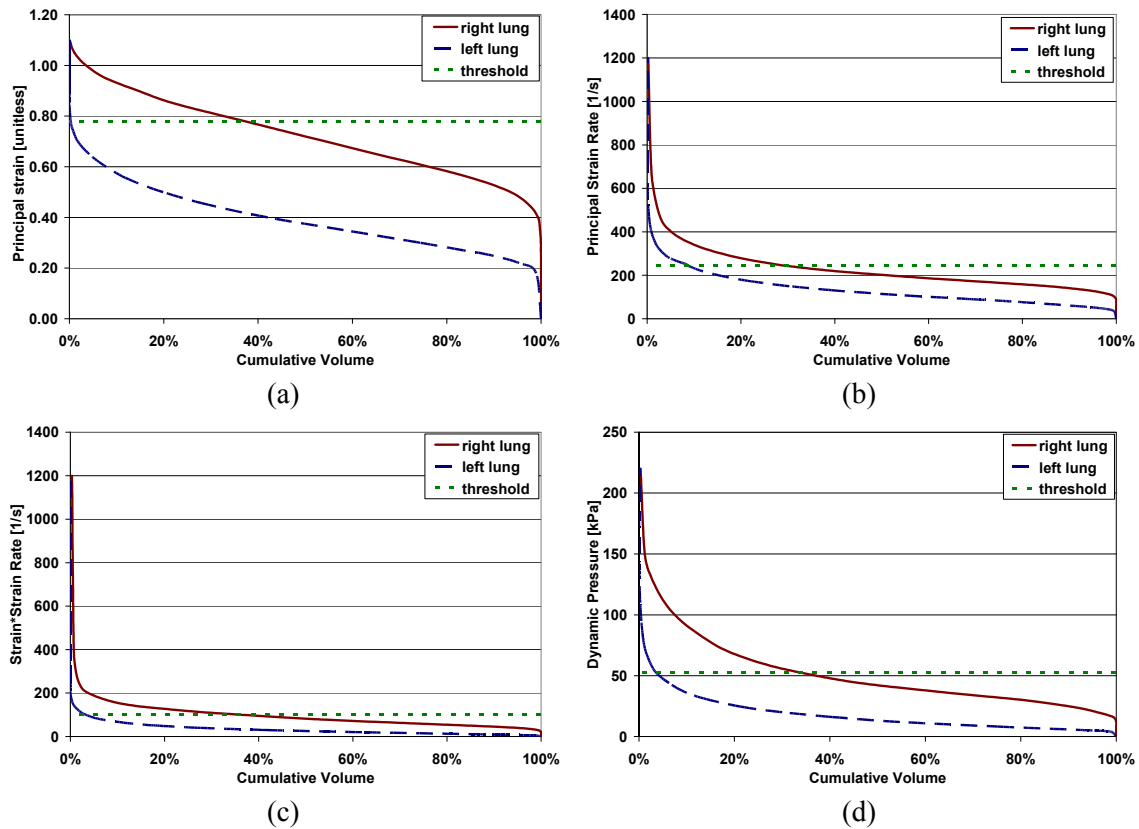 1.20
1.00
0.80
0.60
0.40
0.20
0.00
Principal strain [unitless]
right lung
left lung
threshold
0% 20% 40% 60% 80% 100%
Cumulative Volume
(a)
1400
1200
1000
800
600
400
200
0
Principal Strain Rate [1/s]
right lung
left lung
threshold
0% 20% 40% 60% 80% 100%
Cumulative Volume
(b)
1400
1200
1000
800
600
400
200
0
Strain*Strain Rate [1/s]
right lung
left lung
threshold
0% 20% 40% 60% 80% 100%
Cumulative Volume
(c)
250
200
150
100
50
0
Dynamic Pressure [kPa]
right lung
left lung
threshold
0% 20% 40% 60% 80% 100%
Cumulative Volume
(d)